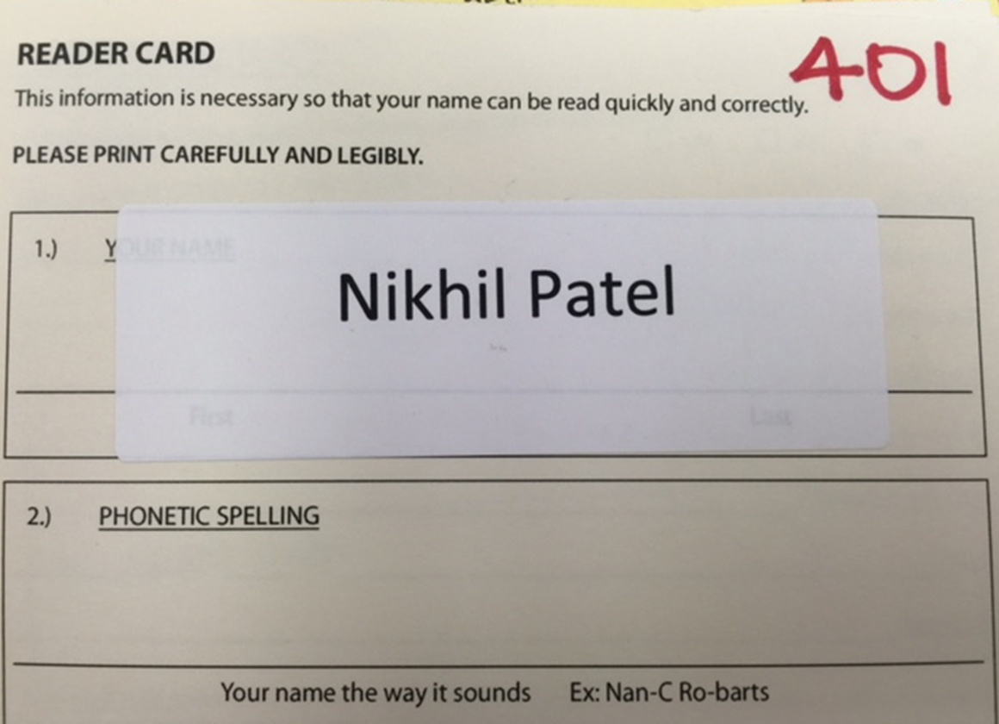 READER CARD
401
This information is necessary so that your name can be read quickly and correctly.
PLEASE PRINT CAREFULLY AND LEGIBLY.
1.) YOUR NAME
Nikhil Patel
First Last
2.) PHONETIC SPELLING
Your name the way it sounds Ex: Nan-C Ro-barts